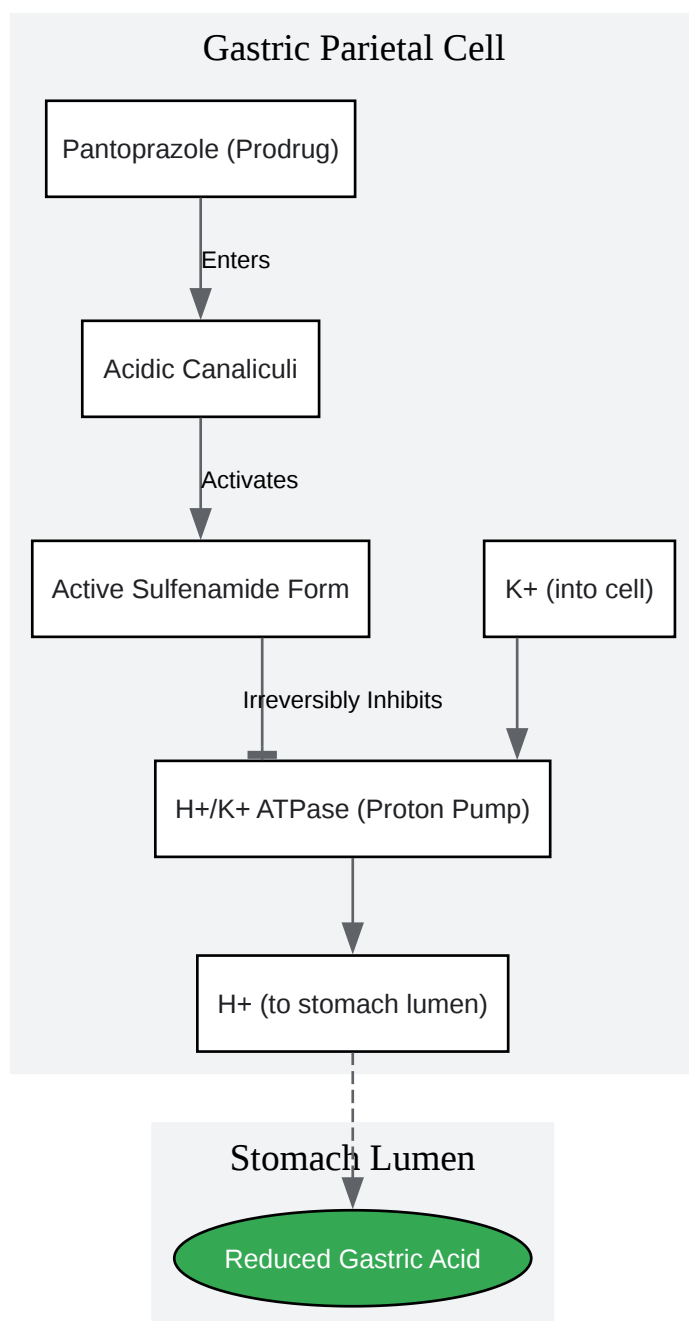 Gastric Parietal Cell
Pantoprazole (Prodrug)
Enters
Acidic Canaliculi
Activates
Active Sulfenamide Form
K+ (into cell)
Irreversibly Inhibits
H+/K+ ATPase (Proton Pump)
H+ (to stomach lumen)
Stomach Lumen
Reduced Gastric Acid